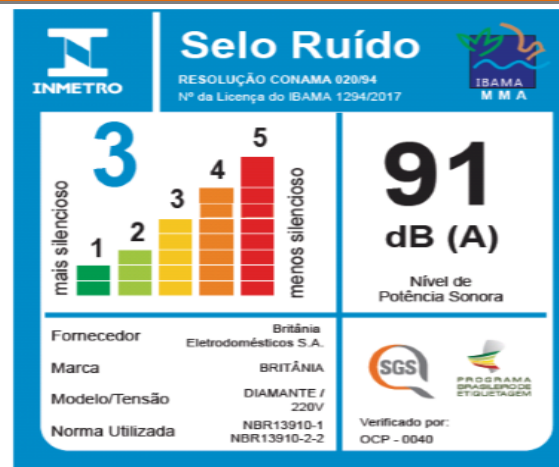 INMETRO
Selo Ruído
RESOLUÇÃO CONAMA 020/94
Nº da Licença do IBAMA 1294/2017
IBAMA
M M A
3
mais silencioso
1
2
3
4
5
menos silencioso
91
dB (A)
Nível de
Potência Sonora
Fornecedor
Britânia
Eletrodomésticos S.A.
Marca
BRITÂNIA
Modelo/Tensão
DIAMANTE /
220V
Norma Utilizada
NBR13910-1
NBR13910-2-2
SGS
PROGRAMA
BRASILEIRO DE
ETIQUETAGEM
Verificado por:
OCP - 0040